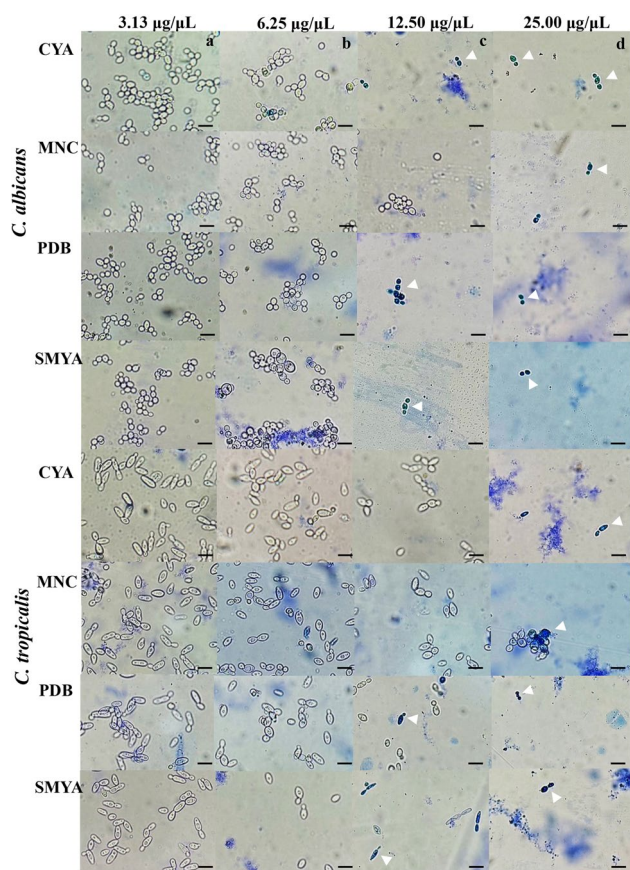 3.13 µg/µL 6.25 µg/µL 12.50 µg/µL 25.00 µg/µL
a b c d
C. albicans
CYA
MNC
PDB
SMYA
C. tropicalis
CYA
MNC
PDB
SMYA